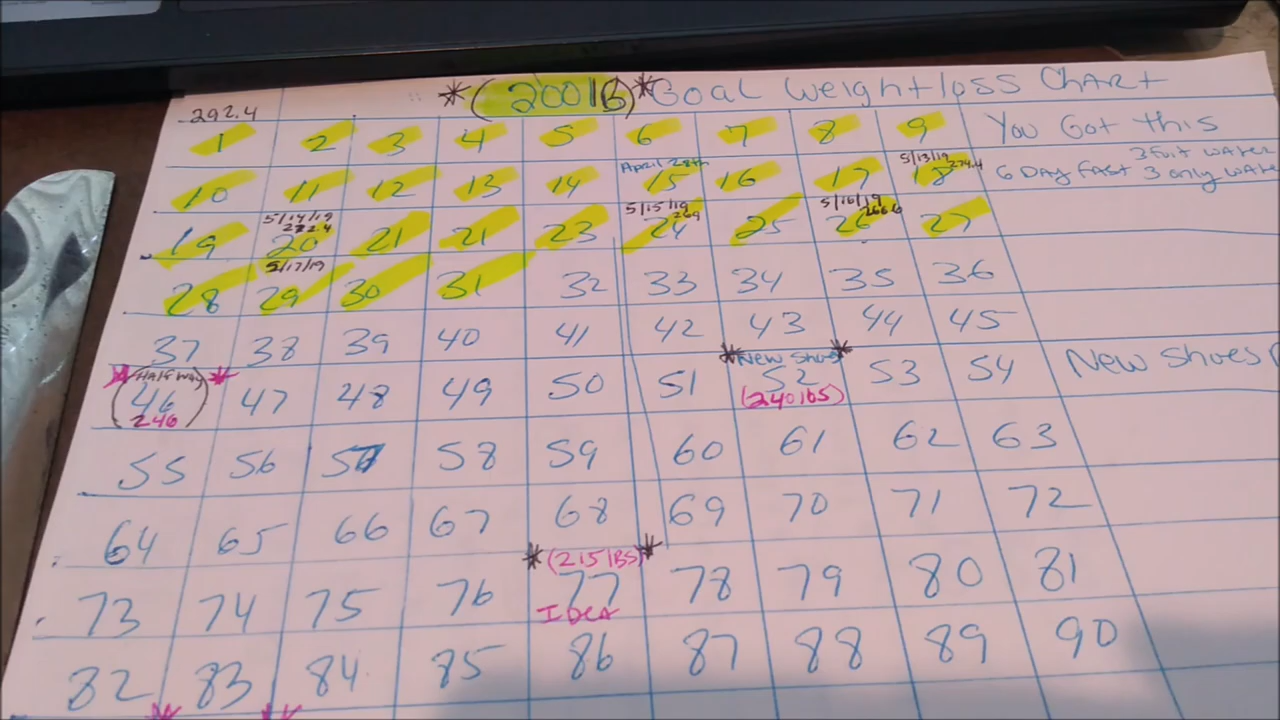 *(200lb)* Goal Weightloss Chart
292.4
1 2 3 4 5 6 7 8 9 You Got This
April 28th 5/13/19 274.4 3 fruit water
10 11 12 13 14 15 16 17 18 6 Day Fast 3 only wate
5/14/19 272.4 5/15/19 269 5/16/19 266.6
19 20 21 21 23 24 25 26 27
5/17/19
28 29 30 31 32 33 34 35 36
37 38 39 40 41 42 43 44 45
*Half way* *New Shoes* New Shoes
(46) 47 48 49 50 51 52 53 54
246 (240lbs)
55 56 57 58 59 60 61 62 63
64 65 66 67 68 69 70 71 72
*(215lbs)*
73 74 75 76 77 78 79 80 81
82 83 84 85 86 87 88 89 90